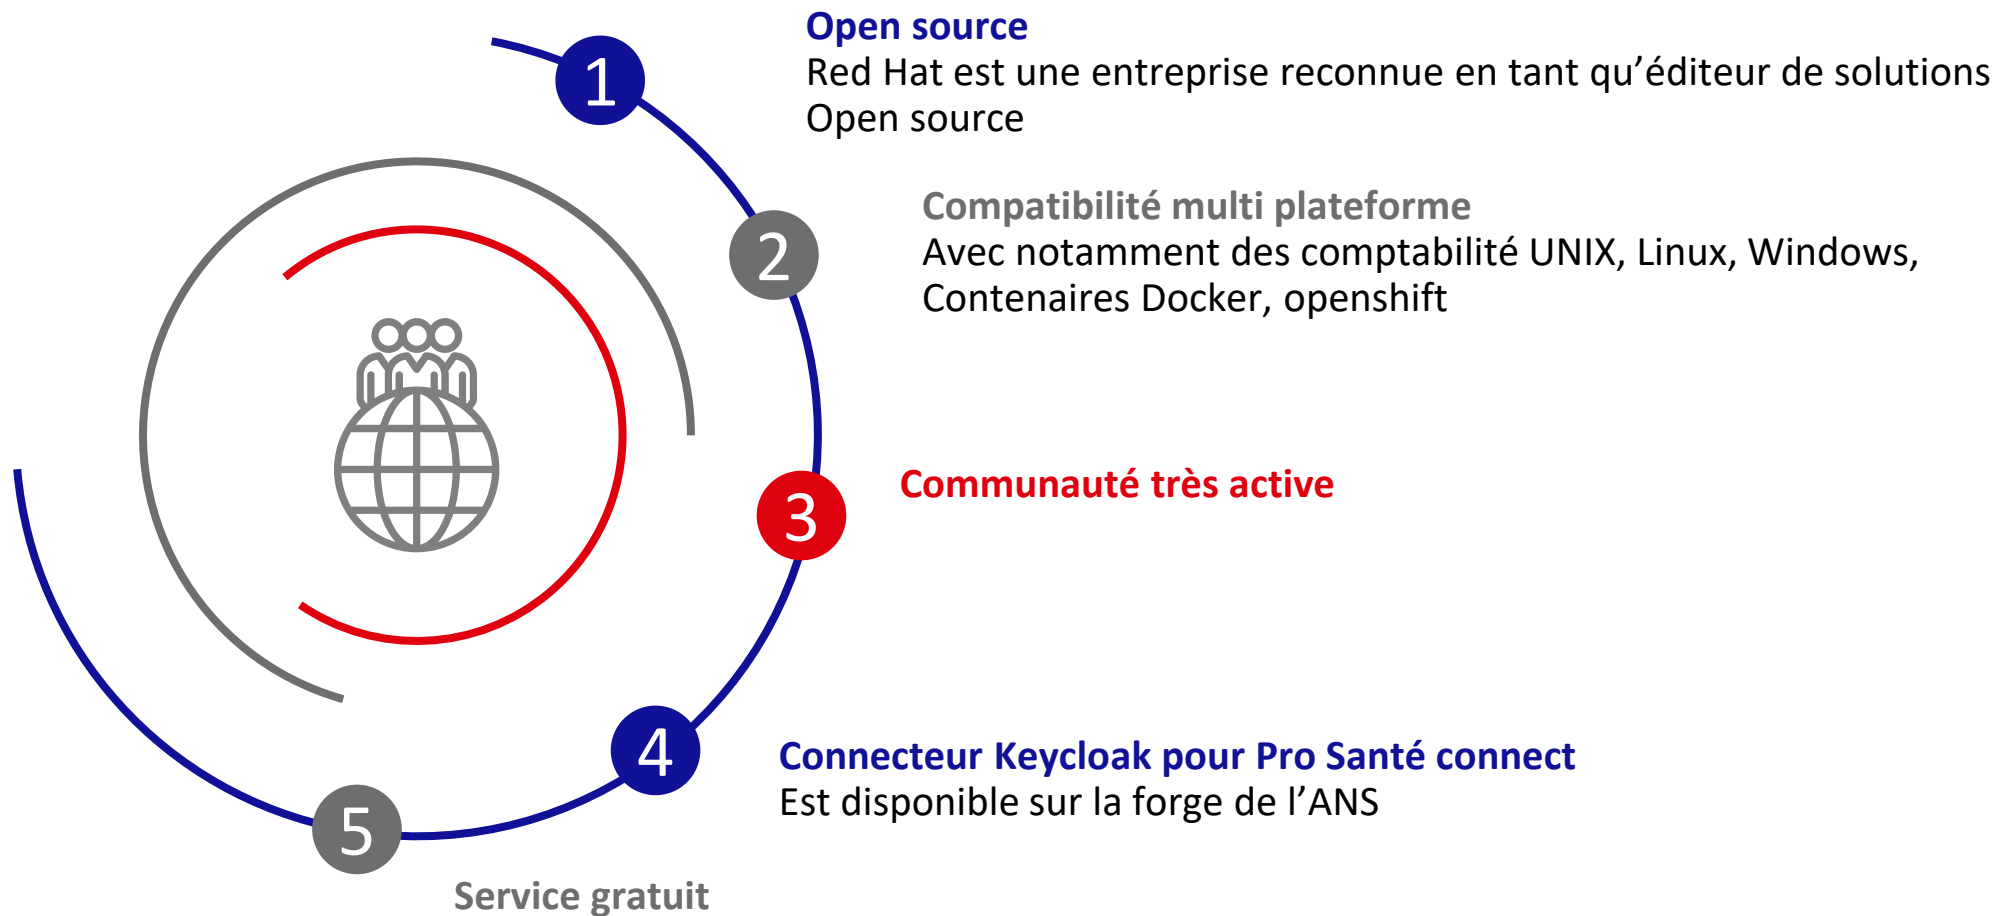 1
Open source
Red Hat est une entreprise reconnue en tant qu’éditeur de solutions
Open source
2
Compatibilité multi plateforme
Avec notamment des comptabilité UNIX, Linux, Windows,
Contenaires Docker, openshift
3
Communauté très active
4
Connecteur Keycloak pour Pro Santé connect
Est disponible sur la forge de l’ANS
5
Service gratuit